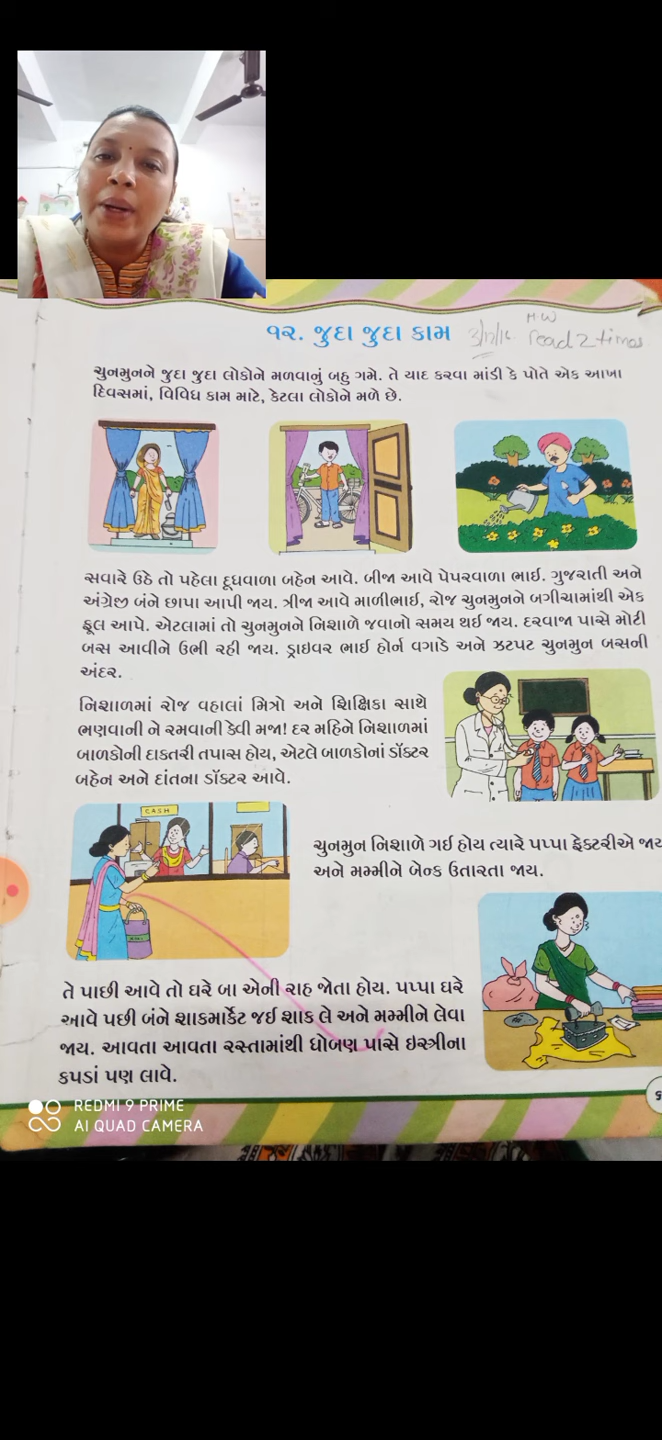 ૧૨. જુદા જુદા કામ
H W
read 2 times
ચુનમુનને જુદા જુદા લોકોને મળવાનું બહુ ગમે. તે યાદ કરવા માંડી કે પોતે એક આખા
દિવસમાં, વિવિધ કામ માટે, કેટલા લોકોને મળે છે.
સવારે ઉઠે તો પહેલા દૂધવાળા બહેન આવે. બીજા આવે પેપરવાળા ભાઈ. ગુજરાતી અને
અંગ્રેજી બંને છાપા આપી જાય. ત્રીજા આવે માળીભાઈ, રોજ ચુનમુનને બગીચામાંથી એક
ફૂલ આપે. એટલામાં તો ચુનમુનને નિશાળે જવાનો સમય થઈ જાય. દરવાજા પાસે મોટી
બસ આવીને ઉભી રહી જાય. ડ્રાઇવર ભાઈ હોર્ન વગાડે અને ઝટપટ ચુનમુન બસની
અંદર.
નિશાળમાં રોજ વહાલાં મિત્રો અને શિક્ષિકા સાથે
ભણવાની ને રમવાની કેવી મજા! દર મહિને નિશાળમાં
બાળકોની દાકતરી તપાસ હોય, એટલે બાળકોનાં ડૉક્ટર
બહેન અને દાંતના ડૉક્ટર આવે.
CASH
ચુનમુન નિશાળે ગઈ હોય ત્યારે પપ્પા ફેક્ટરીએ જાય
અને મમ્મીને બેન્ક ઉતારતા જાય.
તે પાછી આવે તો ઘરે બા એની રાહ જોતા હોય. પપ્પા ઘરે
આવે પછી બંને શાકમાર્કેટ જઈ શાક લે અને મમ્મીને લેવા
જાય. આવતા આવતા રસ્તામાંથી ધોબણ પાસે ઇસ્ત્રીના
કપડાં પણ લાવે.
REDMI 9 PRIME
AI QUAD CAMERA